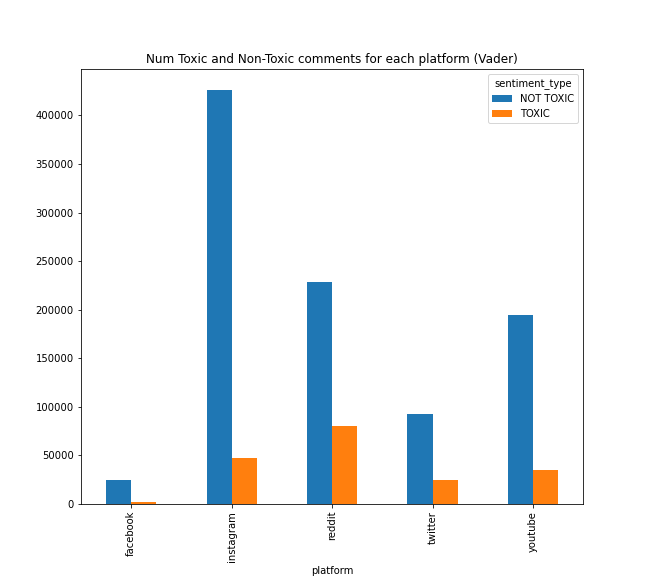 Num Toxic and Non-Toxic comments for each platform (Vader)
sentiment_type
NOT TOXIC
TOXIC
400000
350000
300000
250000
200000
150000
100000
50000
0
facebook
instagram
reddit
twitter
youtube
platform